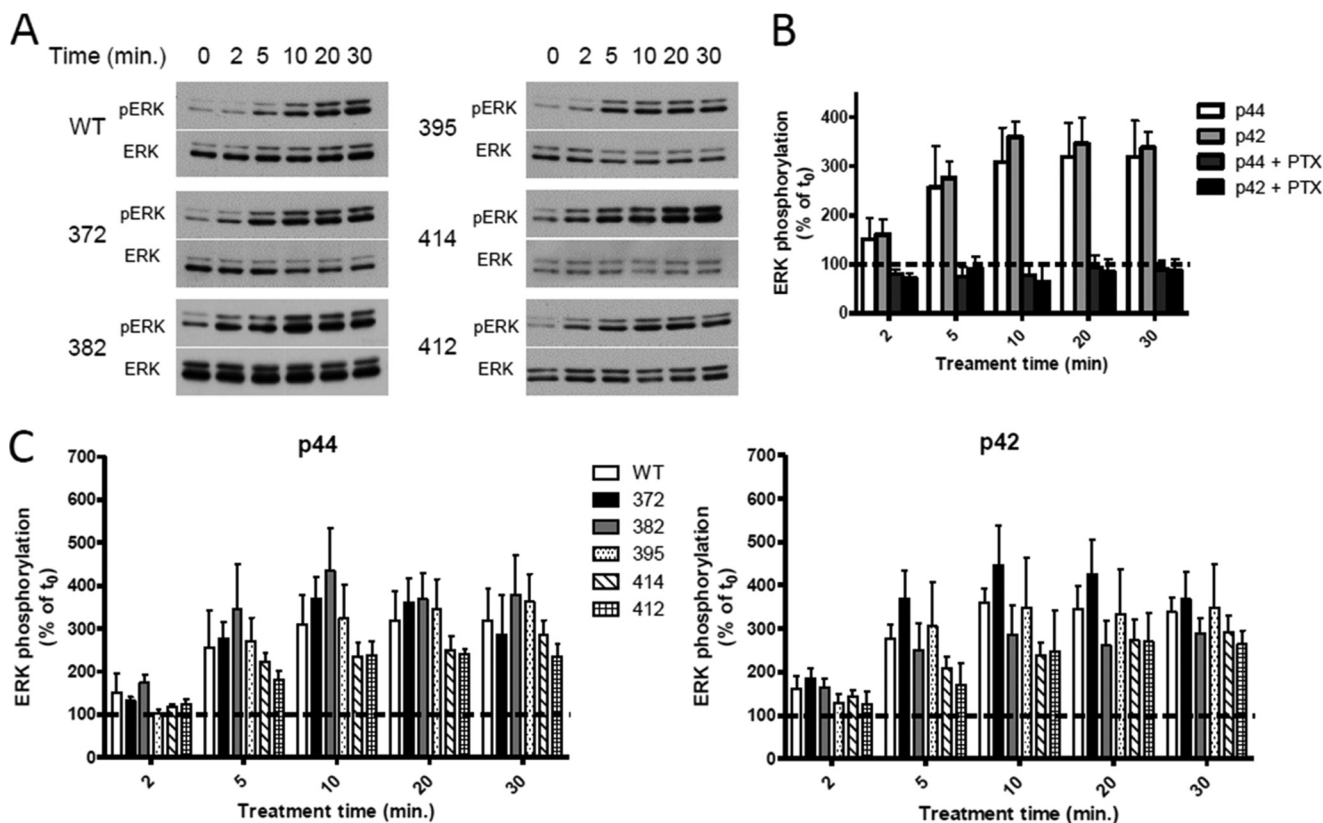 A
Time (min.) 0 2 5 10 20 30
WT
pERK
ERK
372
pERK
ERK
382
pERK
ERK
0 2 5 10 20 30
395
pERK
ERK
414
pERK
ERK
412
pERK
ERK
B
ERK phosphorylation
(% of t0)
400
300
200
100
0
2 5 10 20 30
Treament time (min)
p44
p42
p44 + PTX
p42 + PTX
C
p44
ERK phosphorylation
(% of t0)
700
600
500
400
300
200
100
0
2 5 10 20 30
Treatment time (min.)
WT
372
382
395
414
412
p42
ERK phosphorylation
(% of t0)
700
600
500
400
300
200
100
0
2 5 10 20 30
Treatment time (min.)